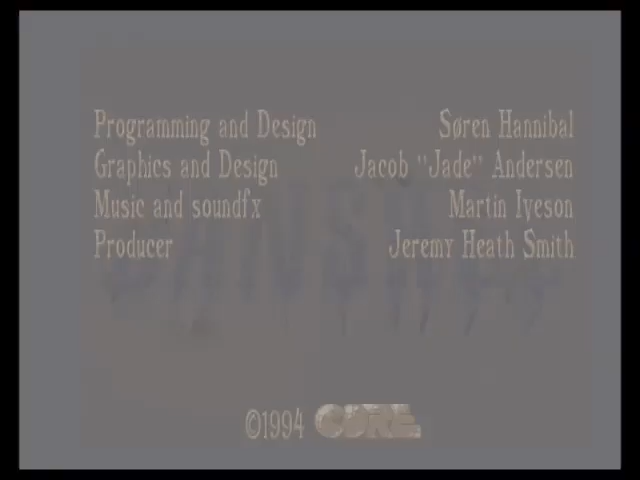 Programming and Design Søren Hannibal
Graphics and Design Jacob "Jade" Andersen
Music and soundfx Martin Iveson
Producer Jeremy Heath Smith
BANSHEE
©1994 CORE